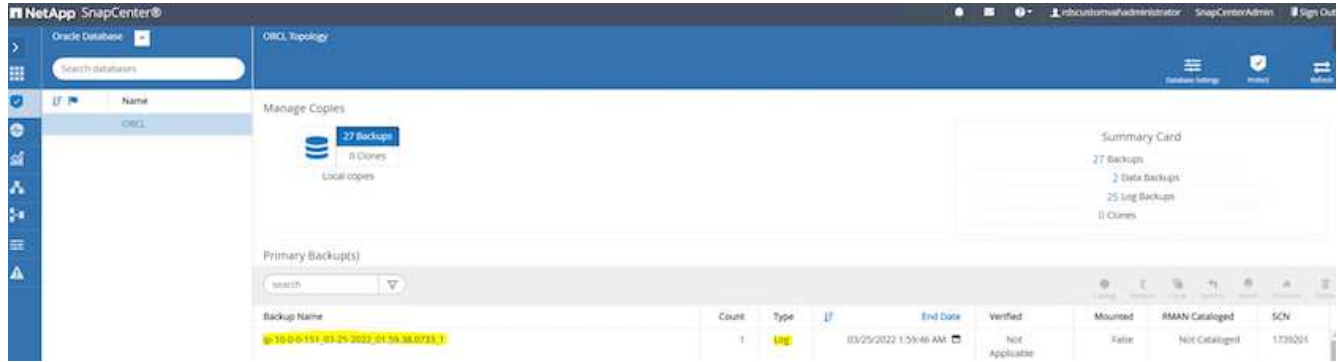 NetApp SnapCenter®
SnapCenterAdmin Sign Out
Oracle Database
ORCL Topology
Search databases
Database Settings Protect Refresh
Name
ORCL
Manage Copies
27 Backups
0 Clones
Local copies
Summary Card
27 Backups
2 Data Backups
25 Log Backups
0 Clones
Primary Backup(s)
search
Backup Name Count Type End Date Verified Mounted RMAN Cataloged SCN
ip-10-0-0-151_03-25-2022_01.59.38.0733_1 1 Log 03/25/2022 1:59:46 AM Not Applicable False Not Cataloged 1739201